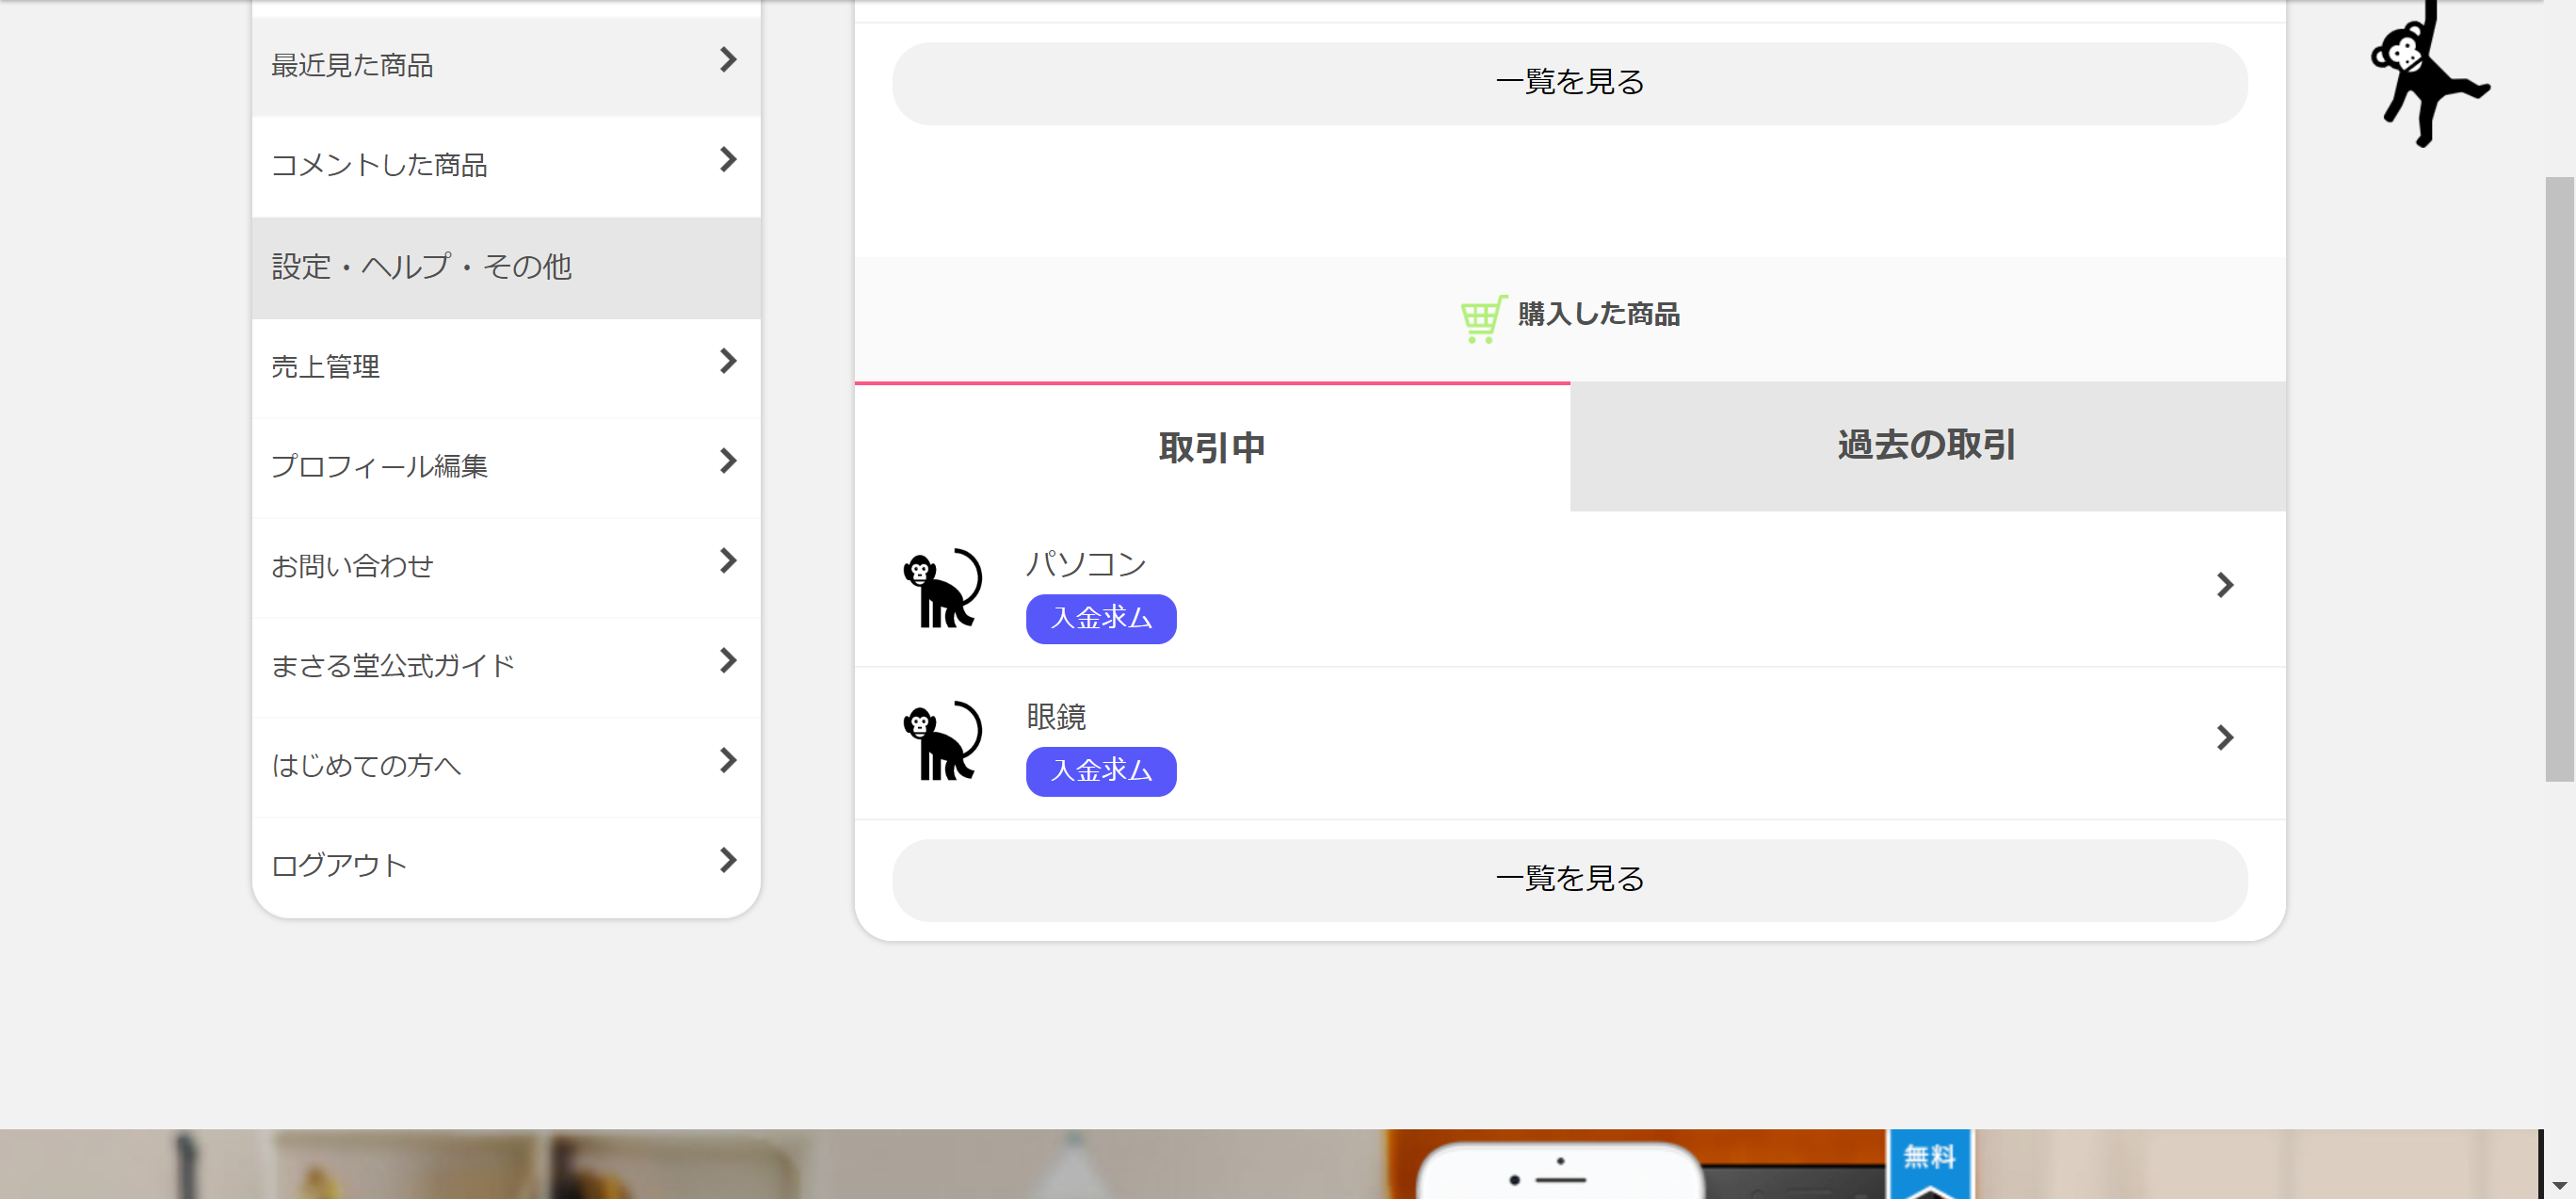 最近見た商品
コメントした商品
設定・ヘルプ・その他
売上管理
プロフィール編集
お問い合わせ
まさる堂公式ガイド
はじめての方へ
ログアウト
一覧を見る
購入した商品
取引中
過去の取引
パソコン
入金求ム
眼鏡
入金求ム
一覧を見る
無料